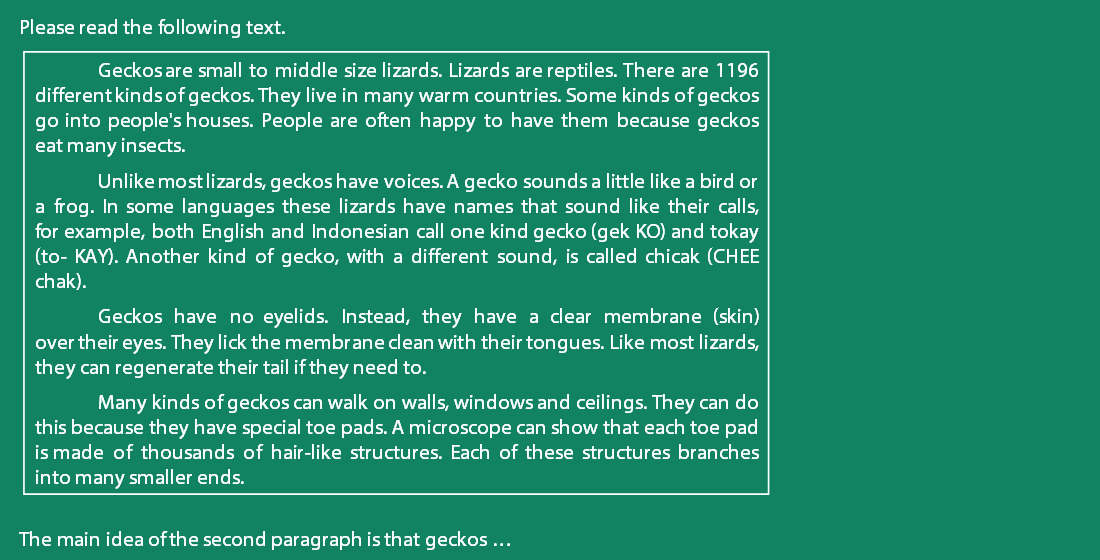 Please read the following text.
Geckos are small to middle size lizards. Lizards are reptiles. There are 1196
different kinds of geckos. They live in many warm countries. Some kinds of geckos
go into people's houses. People are often happy to have them because geckos
eat many insects.
Unlike most lizards, geckos have voices. A gecko sounds a little like a bird or
a frog. In some languages these lizards have names that sound like their calls,
for example, both English and Indonesian call one kind gecko (gek KO) and tokay
(to- KAY). Another kind of gecko, with a different sound, is called chicak (CHEE
chak).
Geckos have no eyelids. Instead, they have a clear membrane (skin)
over their eyes. They lick the membrane clean with their tongues. Like most lizards,
they can regenerate their tail if they need to.
Many kinds of geckos can walk on walls, windows and ceilings. They can do
this because they have special toe pads. A microscope can show that each toe pad
is made of thousands of hair-like structures. Each of these structures branches
into many smaller ends.
The main idea of the second paragraph is that geckos ...